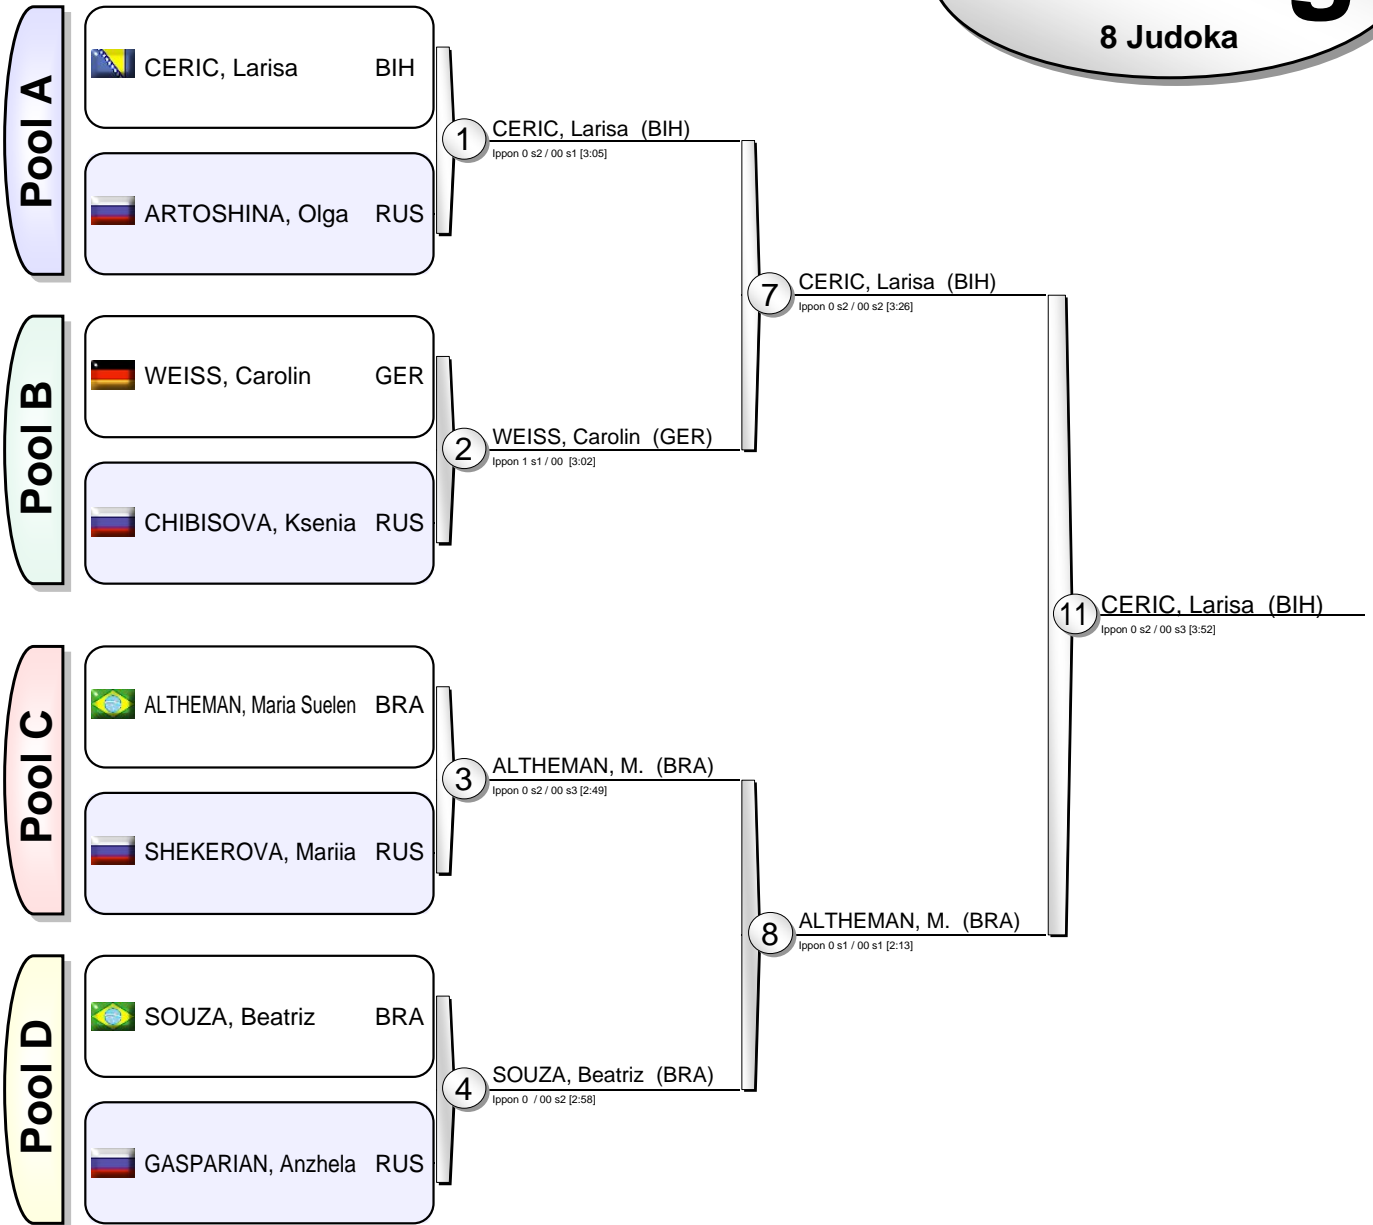 8 Judoka
Pool A
CERIC, Larisa BIH
ARTOSHINA, Olga RUS
1
CERIC, Larisa (BIH)
Ippon 0 s2 / 00 s1 [3:05]
Pool B
WEISS, Carolin GER
CHIBISOVA, Ksenia RUS
2
WEISS, Carolin (GER)
Ippon 1 s1 / 00 [3:02]
7
CERIC, Larisa (BIH)
Ippon 0 s2 / 00 s2 [3:26]
Pool C
ALTHEMAN, Maria Suelen BRA
SHEKEROVA, Mariia RUS
3
ALTHEMAN, M. (BRA)
Ippon 0 s2 / 00 s3 [2:49]
Pool D
SOUZA, Beatriz BRA
GASPARIAN, Anzhela RUS
4
SOUZA, Beatriz (BRA)
Ippon 0 / 00 s2 [2:58]
8
ALTHEMAN, M. (BRA)
Ippon 0 s1 / 00 s1 [2:13]
11
CERIC, Larisa (BIH)
Ippon 0 s2 / 00 s3 [3:52]